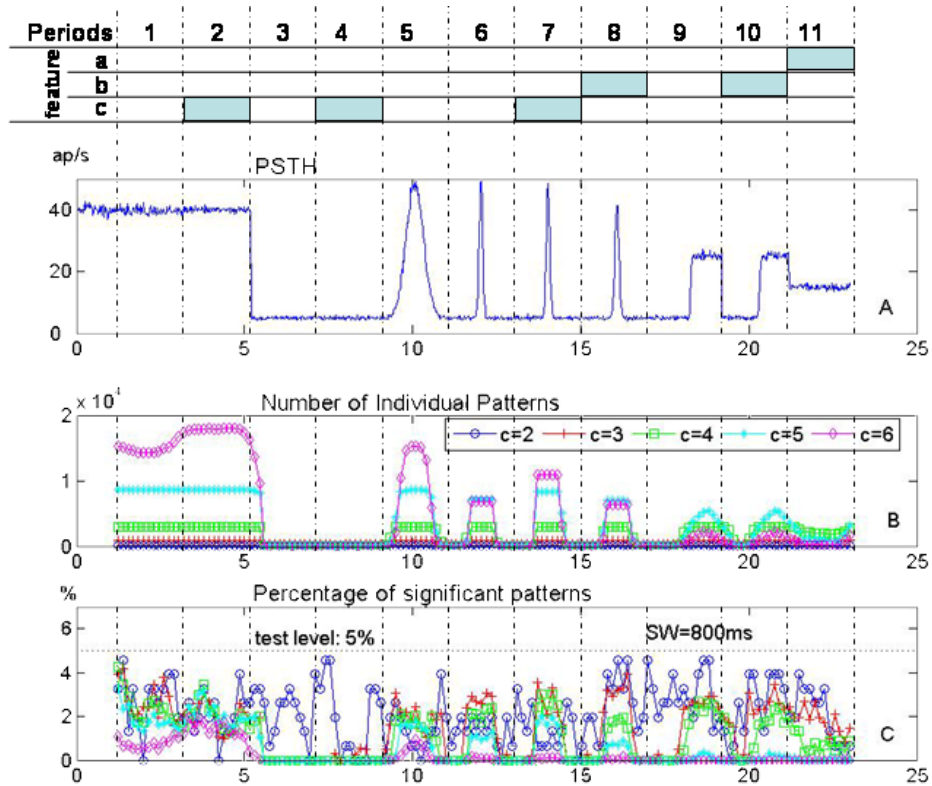 Periods 1 2 3 4 5 6 7 8 9 10 11
feature
a
b
c
ap/s
PSTH
40
20
0
A
0 5 10 15 20 25
2 x 10^4
Number of Individual Patterns
c=2 c=3 c=4 c=5 c=6
1
0
B
0 5 10 15 20 25
%
Percentage of significant patterns
6
test level: 5%
SW=800ms
4
2
0
C
0 5 10 15 20 25